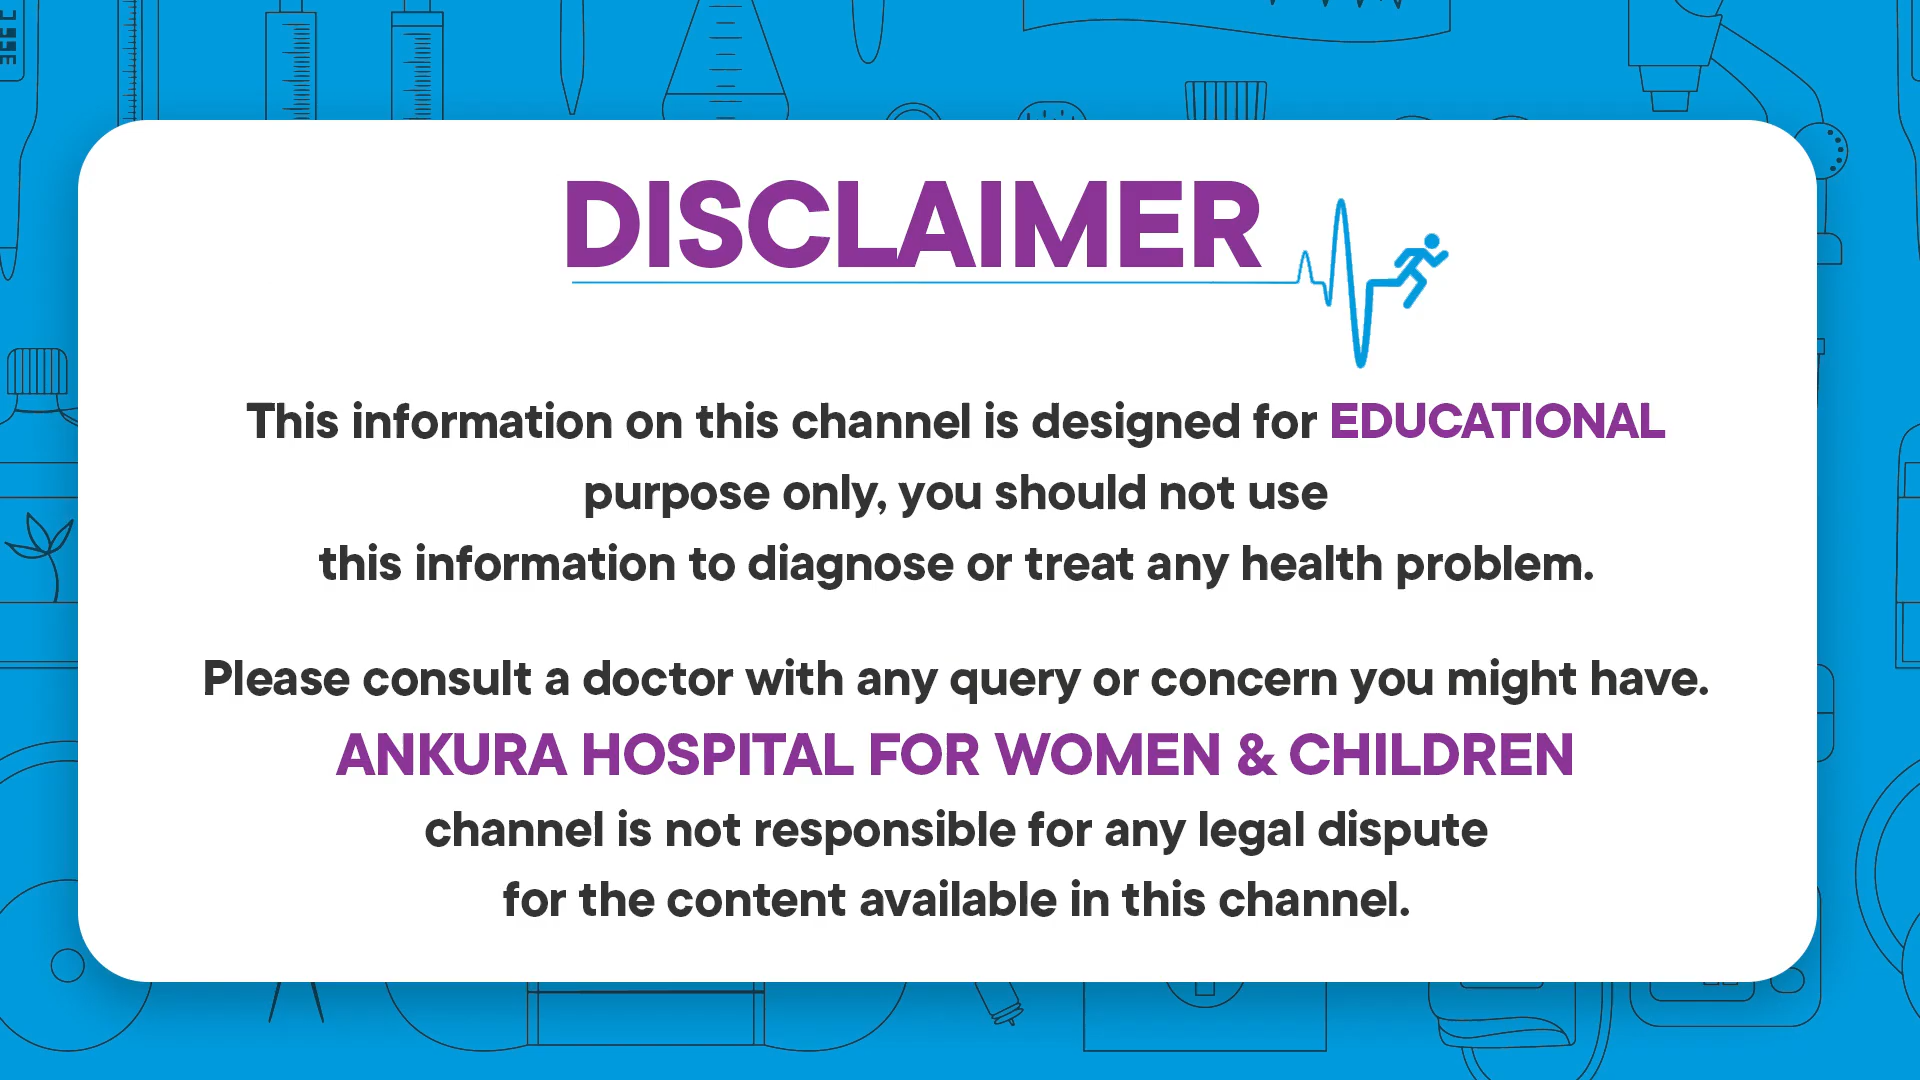 DISCLAIMER
This information on this channel is designed for EDUCATIONAL
purpose only, you should not use
this information to diagnose or treat any health problem.
Please consult a doctor with any query or concern you might have.
ANKURA HOSPITAL FOR WOMEN & CHILDREN
channel is not responsible for any legal dispute
for the content available in this channel.